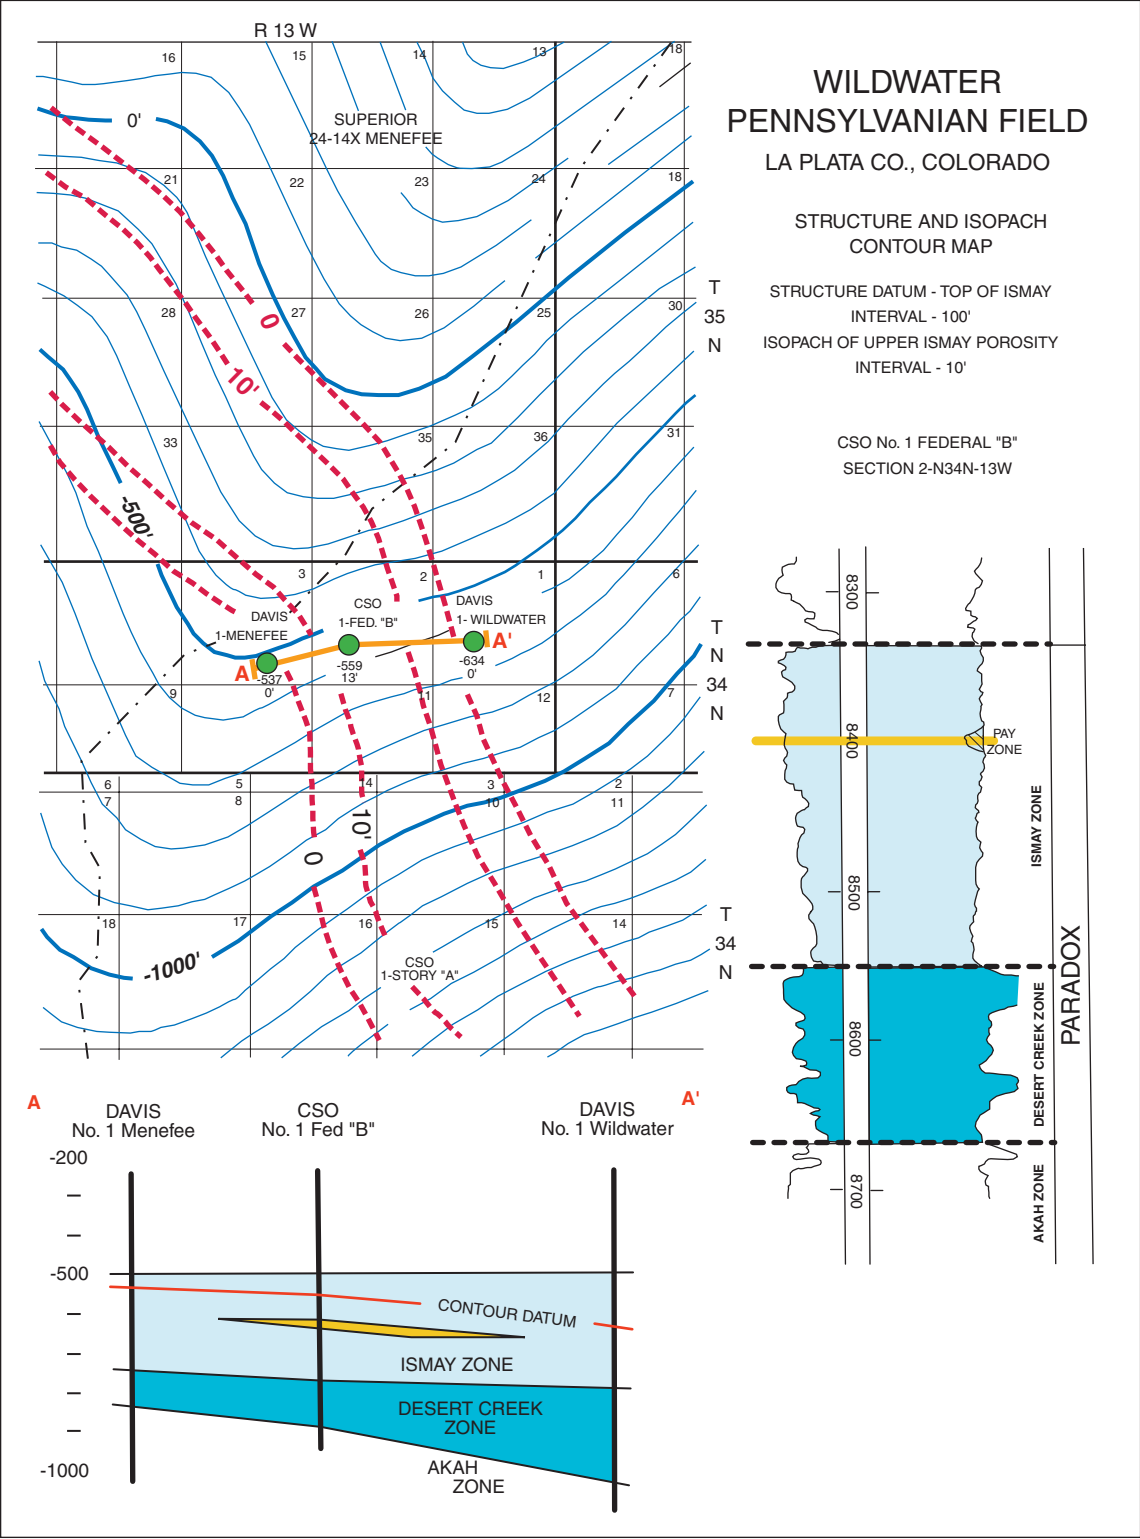 R 13 W
WILDWATER
PENNSYLVANIAN FIELD
LA PLATA CO., COLORADO
STRUCTURE AND ISOPACH
CONTOUR MAP
STRUCTURE DATUM - TOP OF ISMAY
INTERVAL - 100'
ISOPACH OF UPPER ISMAY POROSITY
INTERVAL - 10'
CSO No. 1 FEDERAL "B"
SECTION 2-N34N-13W
16
15
14
13
18
0'
SUPERIOR
24-14X MENEFEE
21
22
23
24
18
28
27
26
25
30
0
10'
T
35
N
33
35
36
31
-500'
3
2
1
6
DAVIS
1-MENEFEE
CSO
1-FED. "B"
DAVIS
1- WILDWATER
A
A'
-537
0'
-559
13'
-634
0'
T
N
34
N
9
11
12
7
6
5
4
3
2
7
8
10
11
0
10'
18
17
16
15
14
T
34
N
-1000'
CSO
1-STORY "A"
8300
8400
8500
8600
8700
PAY
ZONE
ISMAY ZONE
DESERT CREEK ZONE
AKAH ZONE
PARADOX
A
A'
DAVIS
No. 1 Menefee
CSO
No. 1 Fed "B"
DAVIS
No. 1 Wildwater
-200
-500
-1000
CONTOUR DATUM
ISMAY ZONE
DESERT CREEK
ZONE
AKAH
ZONE